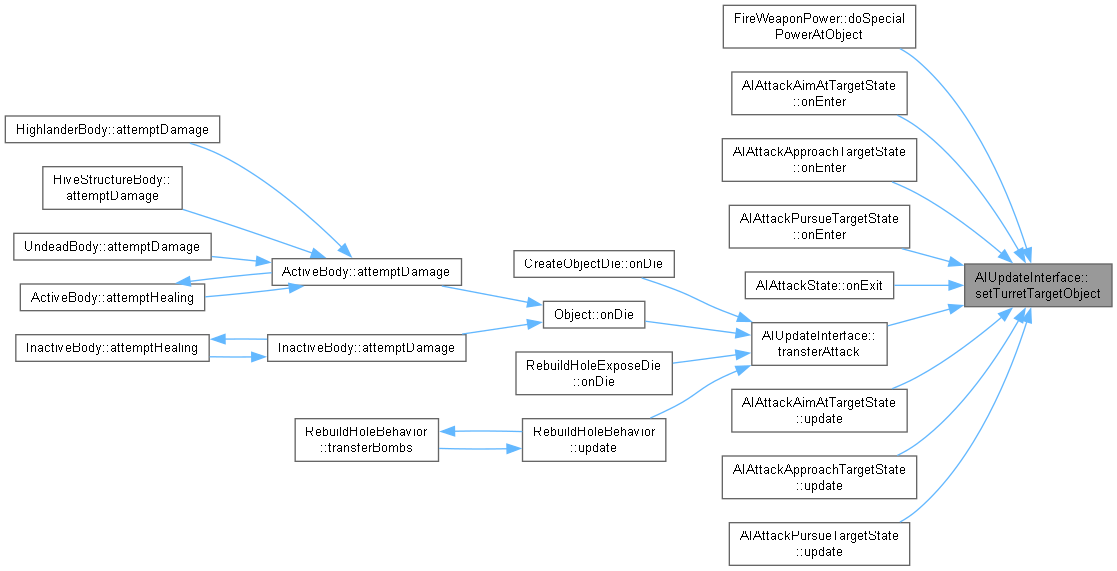 FireWeaponPower::doSpecial
PowerAtObject
AIAttackAimAtTargetState
::onEnter
HighlanderBody::attemptDamage
AIAttackApproachTargetState
::onEnter
HiveStructureBody::
attemptDamage
AIAttackPursueTargetState
::onEnter
UndeadBody::attemptDamage
CreateObjectDie::onDie
ActiveBody::attemptDamage
AIUpdateInterface::
setTurretTargetObject
AIAttackState::onExit
ActiveBody::attemptHealing
Object::onDie
AIUpdateInterface::
transferAttack
InactiveBody::attemptHealing
InactiveBody::attemptDamage
RebuildHoleExposeDie
::onDie
AIAttackAimAtTargetState
::update
RebuildHoleBehavior
::transferBombs
RebuildHoleBehavior
::update
AIAttackApproachTargetState
::update
AIAttackPursueTargetState
::update